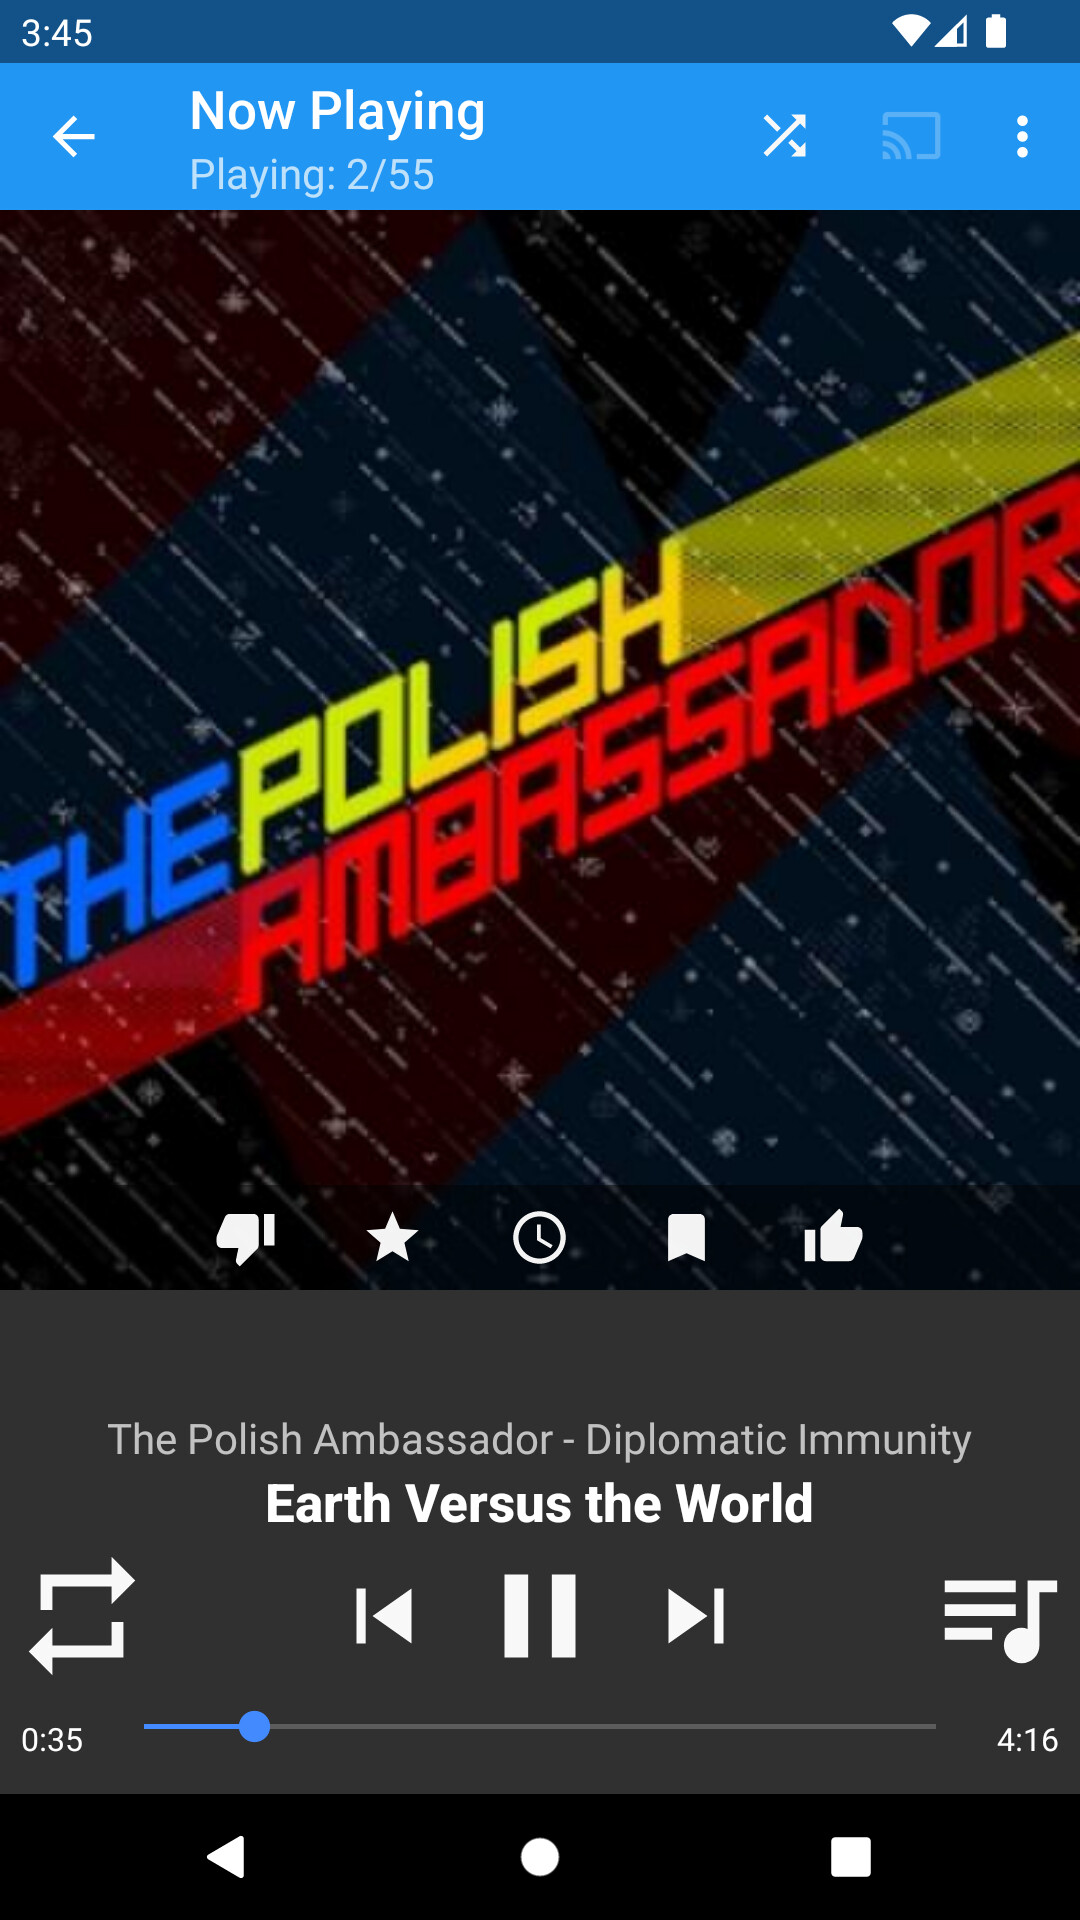 3:45
Now Playing
Playing: 2/55
THE POLISH
AMBASSADOR
The Polish Ambassador - Diplomatic Immunity
Earth Versus the World
0:35
4:16